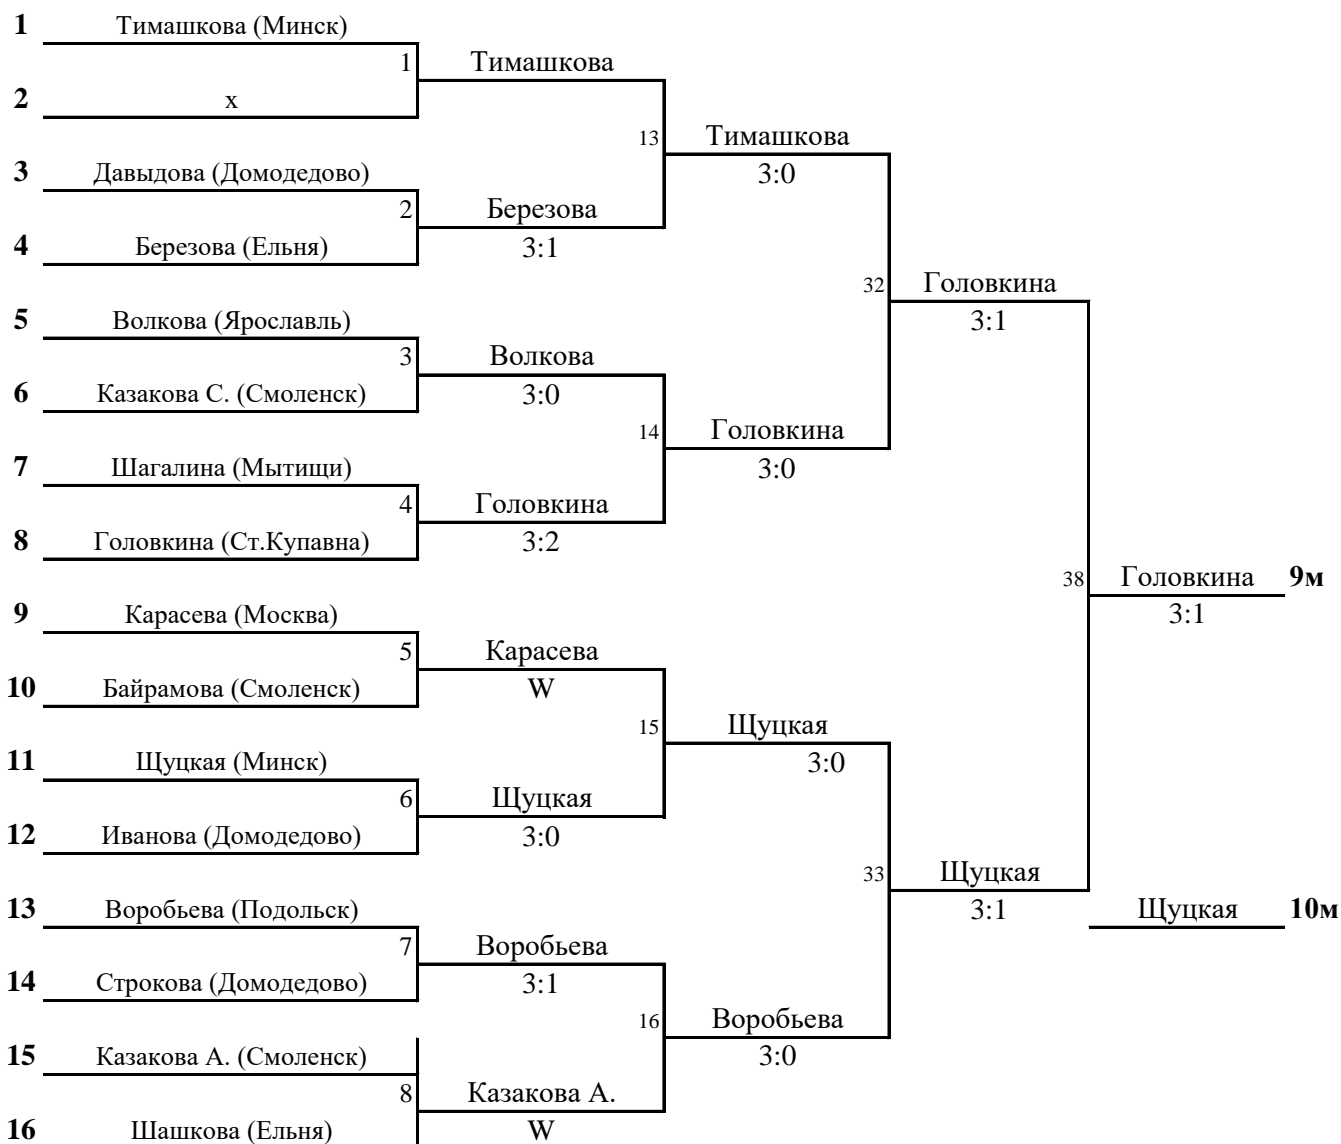 1 Тимашкова (Минск)
1 Тимашкова
2 x
13 Тимашкова
3:0
3 Давыдова (Домодедово)
2 Березова
3:1
4 Березова (Ельня)
32 Головкина
3:1
5 Волкова (Ярославль)
3 Волкова
3:0
6 Казакова С. (Смоленск)
14 Головкина
3:0
7 Шагалина (Мытищи)
4 Головкина
3:2
8 Головкина (Ст.Купавна)
38 Головкина 9м
3:1
9 Карасева (Москва)
5 Карасева
W
10 Байрамова (Смоленск)
15 Щуцкая
3:0
11 Щуцкая (Минск)
6 Щуцкая
3:0
12 Иванова (Домодедово)
33 Щуцкая
3:1
13 Воробьева (Подольск)
Щуцкая 10м
7 Воробьева
3:1
14 Строкова (Домодедово)
16 Воробьева
3:0
15 Казакова А. (Смоленск)
8 Казакова А.
W
16 Шашкова (Ельня)